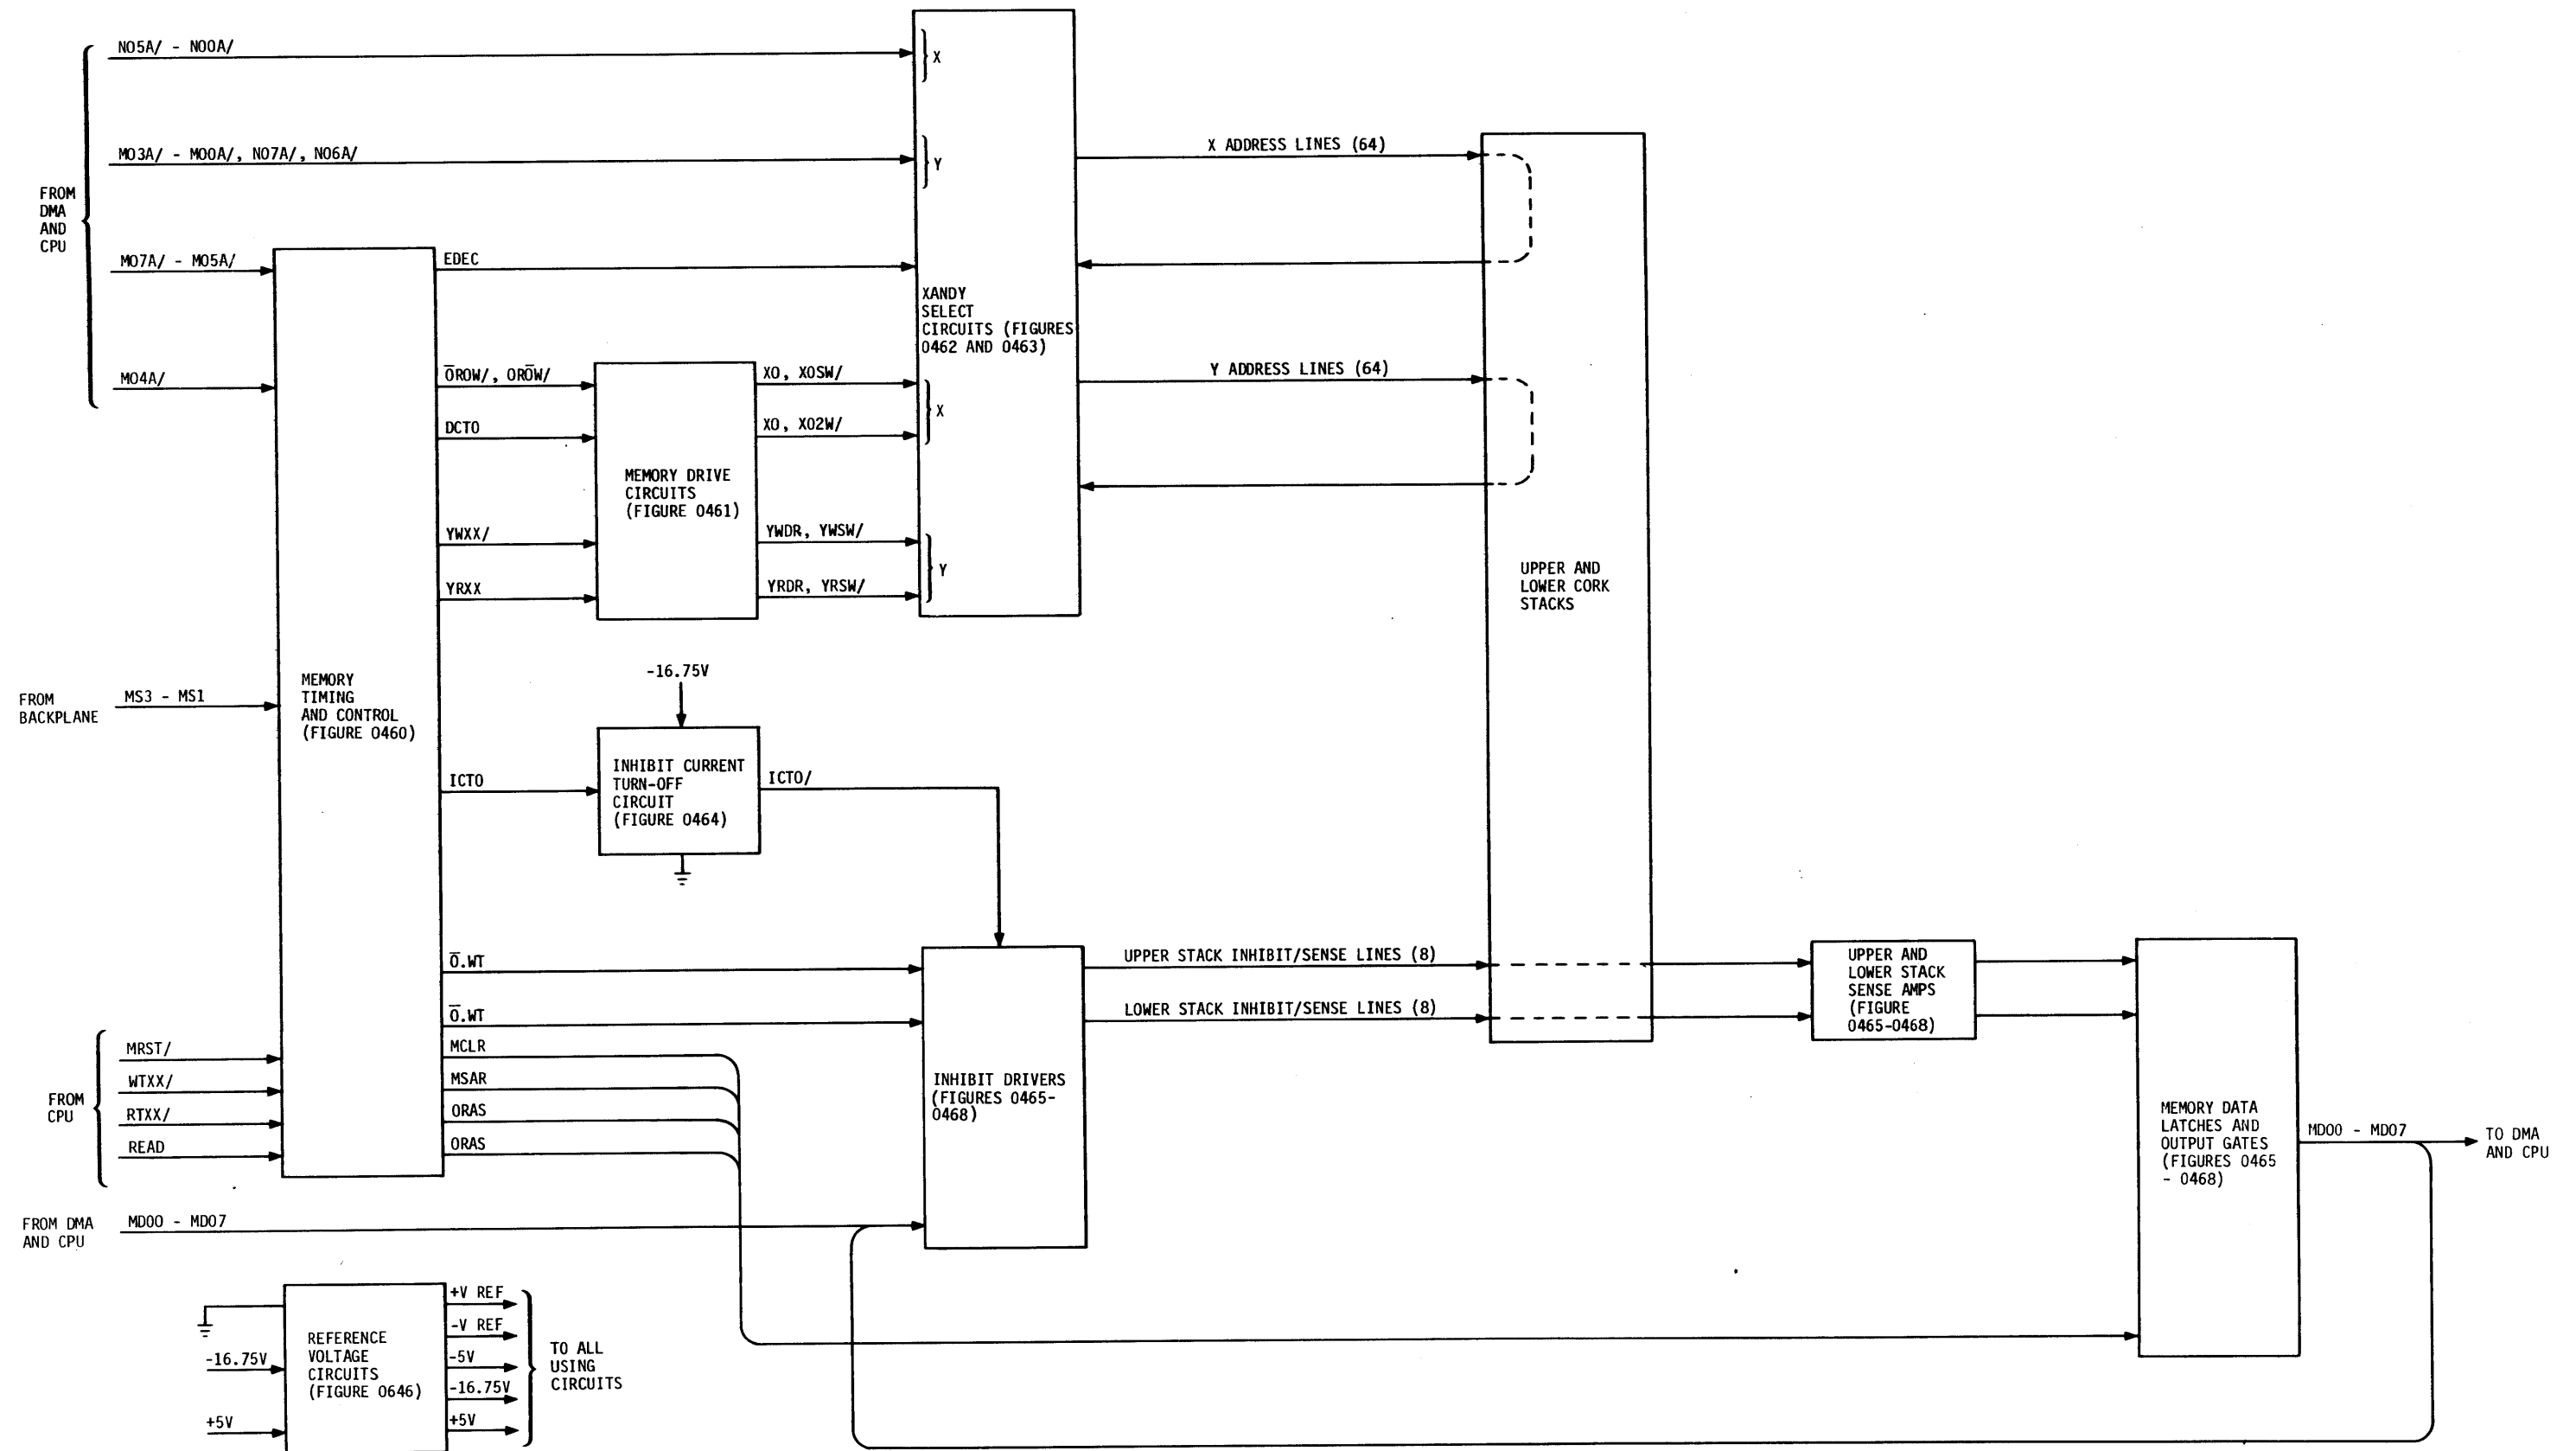 N05A/ - N00A/
X
M03A/ - M00A/, N07A/, N06A/
Y
FROM
DMA
AND
CPU
M07A/ - M05A/
M04A/
EDEC
XANDY
SELECT
CIRCUITS (FIGURES
0462 AND 0463)
X ADDRESS LINES (64)
Y ADDRESS LINES (64)
O̅ROW/, ORO̅W/
DCTO
YWXX/
YRXX
MEMORY DRIVE
CIRCUITS
(FIGURE 0461)
XO, XOSW/
XO, XO2W/
X
YWDR, YWSW/
YRDR, YRSW/
Y
UPPER AND
LOWER CORK
STACKS
FROM
BACKPLANE
MS3 - MS1
MEMORY
TIMING
AND CONTROL
(FIGURE 0460)
-16.75V
ICTO
INHIBIT CURRENT
TURN-OFF
CIRCUIT
(FIGURE 0464)
ICTO/
O̅.WT
O̅.WT
MCLR
MSAR
ORAS
ORAS
UPPER STACK INHIBIT/SENSE LINES (8)
LOWER STACK INHIBIT/SENSE LINES (8)
UPPER AND
LOWER STACK
SENSE AMPS
(FIGURE
0465-0468)
FROM
CPU
MRST/
WTXX/
RTXX/
READ
INHIBIT DRIVERS
(FIGURES 0465-
0468)
MEMORY DATA
LATCHES AND
OUTPUT GATES
(FIGURES 0465
- 0468)
MD00 - MD07
TO DMA
AND CPU
FROM DMA
AND CPU
MD00 - MD07
-16.75V
+5V
REFERENCE
VOLTAGE
CIRCUITS
(FIGURE 0646)
+V REF
-V REF
-5V
-16.75V
+5V
TO ALL
USING
CIRCUITS